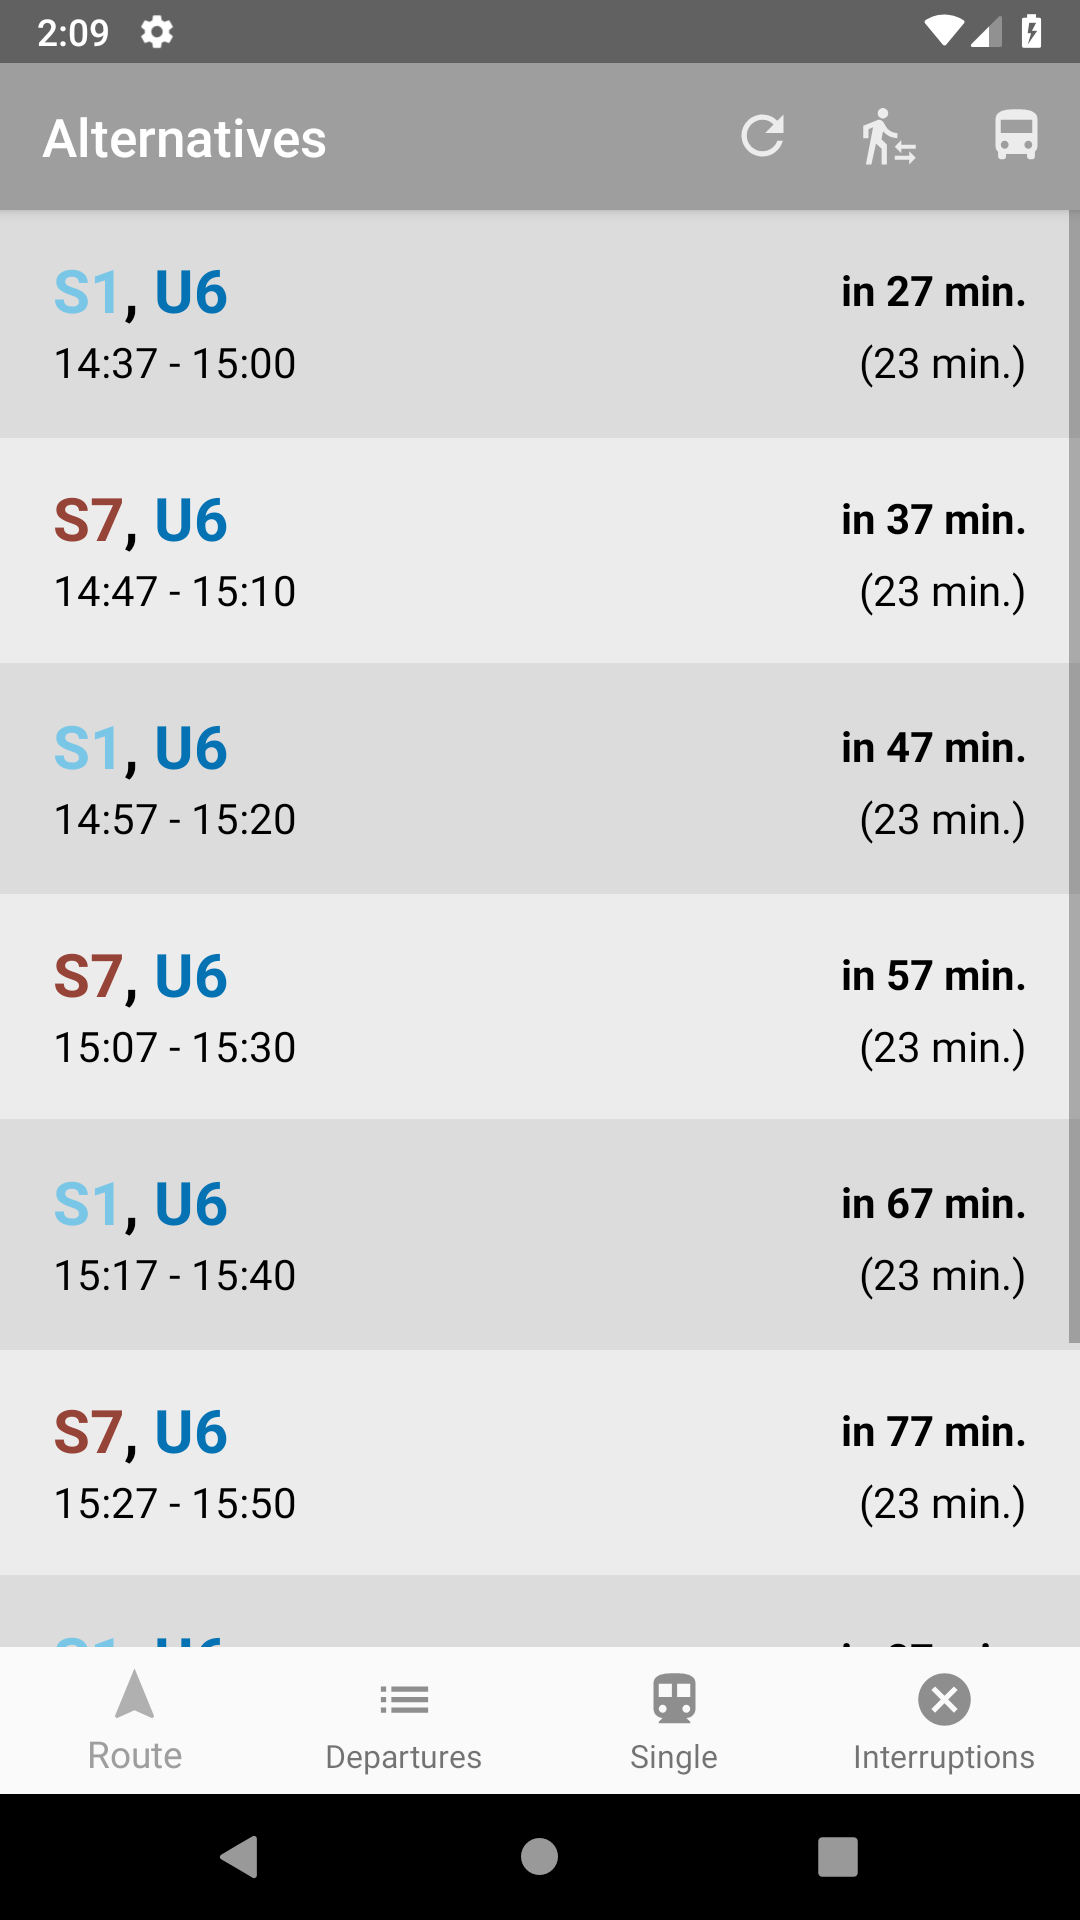 2:09
Alternatives
S1, U6
in 27 min.
14:37 - 15:00
(23 min.)
S7, U6
in 37 min.
14:47 - 15:10
(23 min.)
S1, U6
in 47 min.
14:57 - 15:20
(23 min.)
S7, U6
in 57 min.
15:07 - 15:30
(23 min.)
S1, U6
in 67 min.
15:17 - 15:40
(23 min.)
S7, U6
in 77 min.
15:27 - 15:50
(23 min.)
Route
Departures
Single
Interruptions